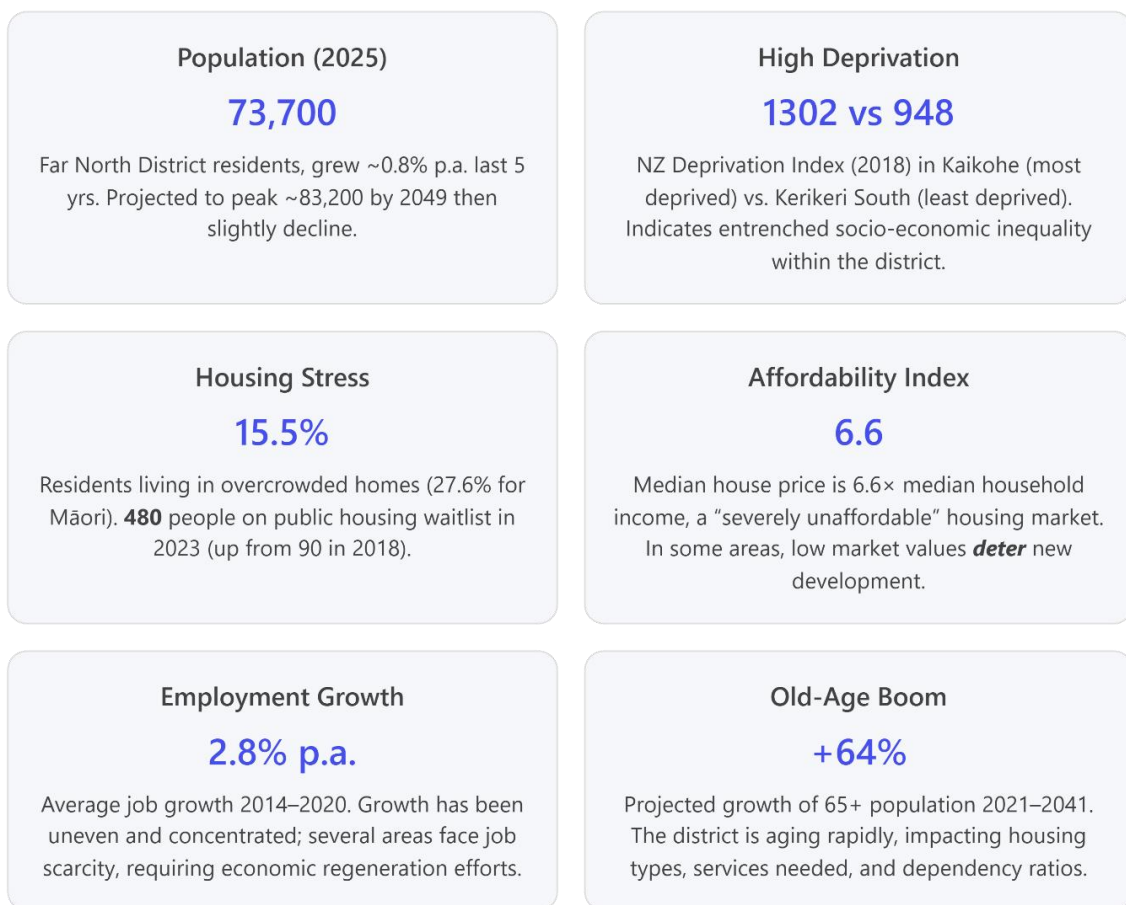 Population (2025)
73,700
Far North District residents, grew ~0.8% p.a. last 5
yrs. Projected to peak ~83,200 by 2049 then
slightly decline.
High Deprivation
1302 vs 948
NZ Deprivation Index (2018) in Kaikohe (most
deprived) vs. Kerikeri South (least deprived).
Indicates entrenched socio-economic inequality
within the district.
Housing Stress
15.5%
Residents living in overcrowded homes (27.6% for
Māori). 480 people on public housing waitlist in
2023 (up from 90 in 2018).
Affordability Index
6.6
Median house price is 6.6× median household
income, a “severely unaffordable” housing market.
In some areas, low market values deter new
development.
Employment Growth
2.8% p.a.
Average job growth 2014–2020. Growth has been
uneven and concentrated; several areas face job
scarcity, requiring economic regeneration efforts.
Old-Age Boom
+64%
Projected growth of 65+ population 2021–2041.
The district is aging rapidly, impacting housing
types, services needed, and dependency ratios.